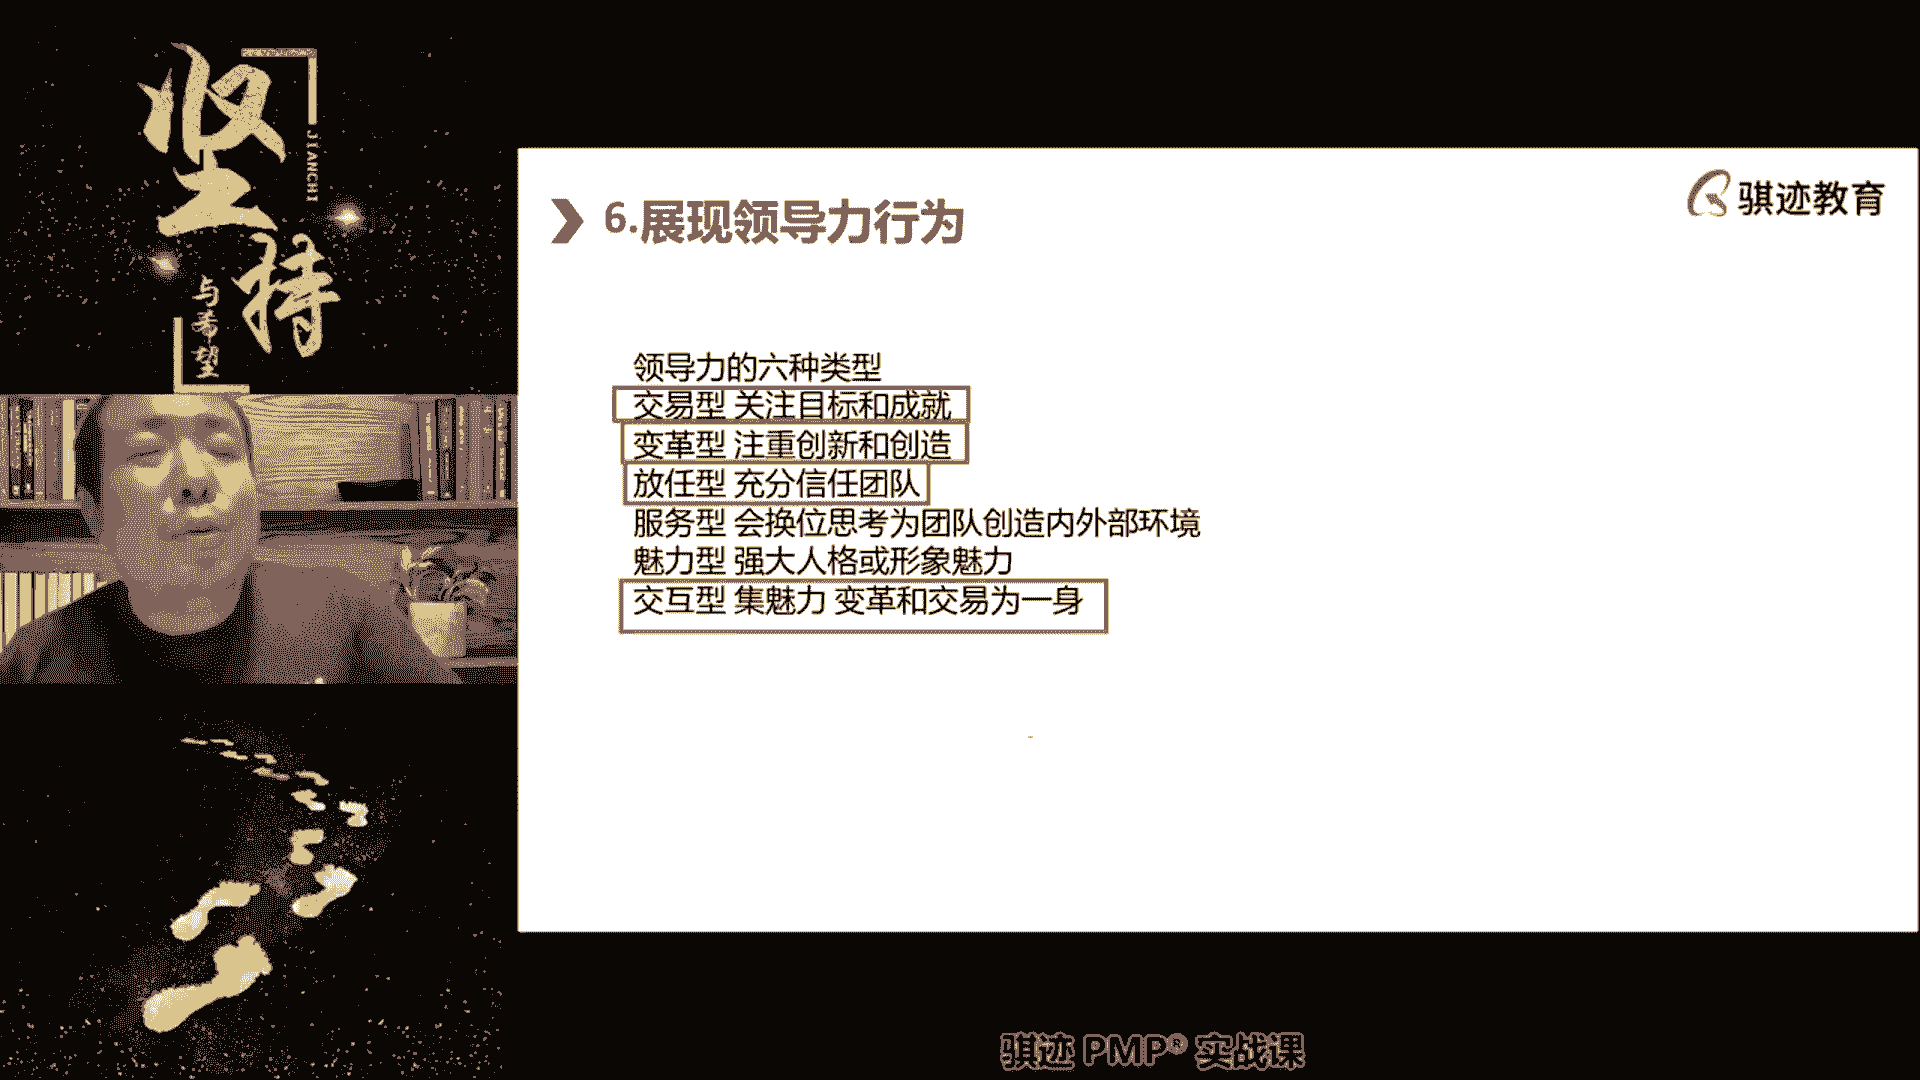 坚持
JIANCHI
与希望
骐迹教育
6.展现领导力行为
领导力的六种类型
交易型 关注目标和成就
变革型 注重创新和创造
放任型 充分信任团队
服务型 会换位思考为团队创造内外部环境
魅力型 强大人格或形象魅力
交互型 集魅力 变革和交易为一身
骐迹 PMP® 实战课